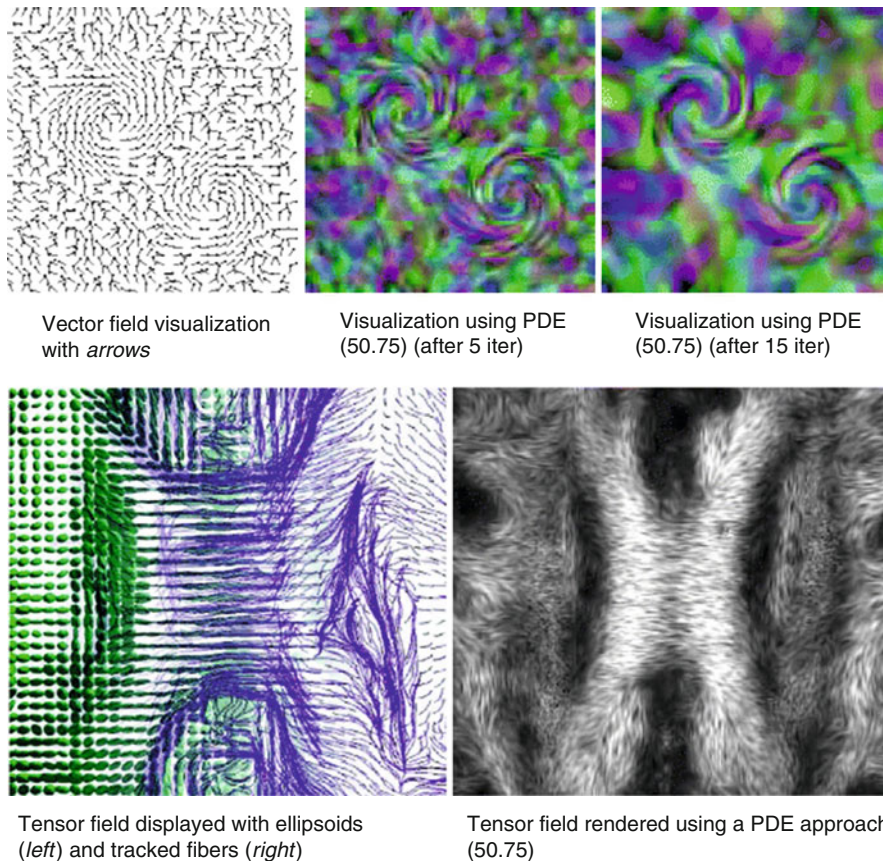 Vector field visualization
with arrows
Visualization using PDE
(50.75) (after 5 iter)
Visualization using PDE
(50.75) (after 15 iter)
Tensor field displayed with ellipsoids
(left) and tracked fibers (right)
Tensor field rendered using a PDE approach
(50.75)